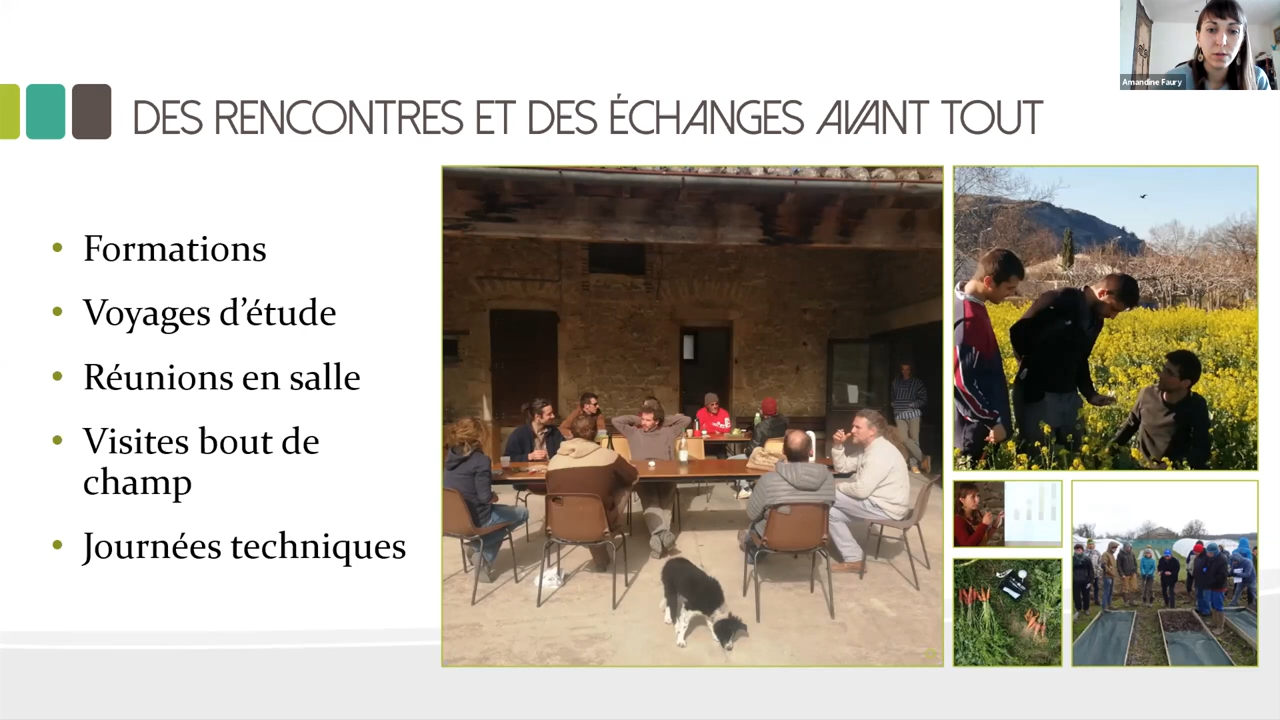 Amandine Faury
DES RENCONTRES ET DES ÉCHANGES AVANT TOUT
• Formations
• Voyages d’étude
• Réunions en salle
• Visites bout de
champ
• Journées techniques